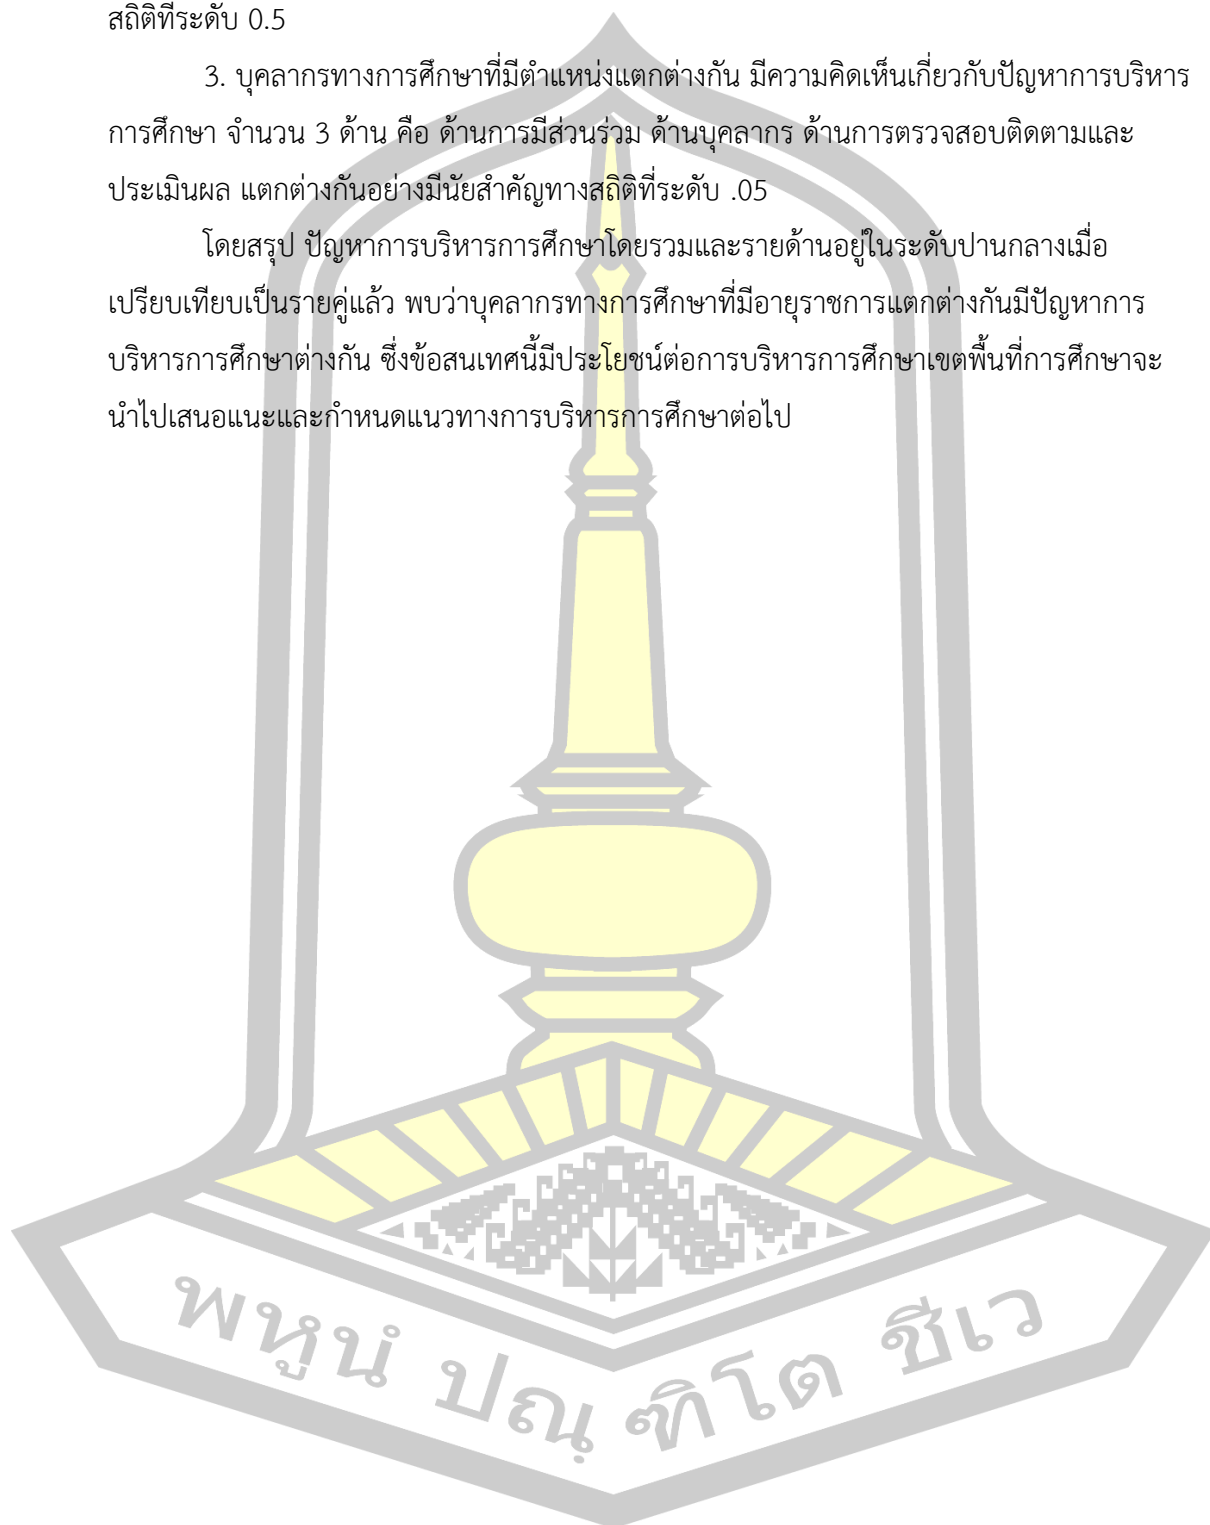 สถิติที่ระดับ 0.5
3. บุคลากรทางการศึกษาที่มีตำแหน่งแตกต่างกัน มีความคิดเห็นเกี่ยวกับปัญหาการบริหาร
การศึกษา จำนวน 3 ด้าน คือ ด้านการมีส่วนร่วม ด้านบุคลากร ด้านการตรวจสอบติดตามและ
ประเมินผล แตกต่างกันอย่างมีนัยสำคัญทางสถิติที่ระดับ .05
โดยสรุป ปัญหาการบริหารการศึกษาโดยรวมและรายด้านอยู่ในระดับปานกลางเมื่อ
เปรียบเทียบเป็นรายคู่แล้ว พบว่าบุคลากรทางการศึกษาที่มีอายุราชการแตกต่างกันมีปัญหาการ
บริหารการศึกษาต่างกัน ซึ่งข้อสนเทศนี้มีประโยชน์ต่อการบริหารการศึกษาเขตพื้นที่การศึกษาจะ
นำไปเสนอแนะและกำหนดแนวทางการบริหารการศึกษาต่อไป
พหูนํ ปณฺ ฑิโต ชีเว